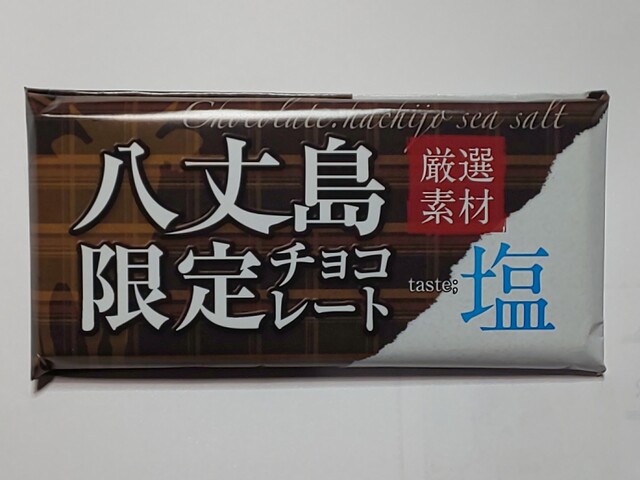 Chocolate. hachijo sea salt
八丈島
厳選
素材
限定
チョコ
レート
taste;
塩